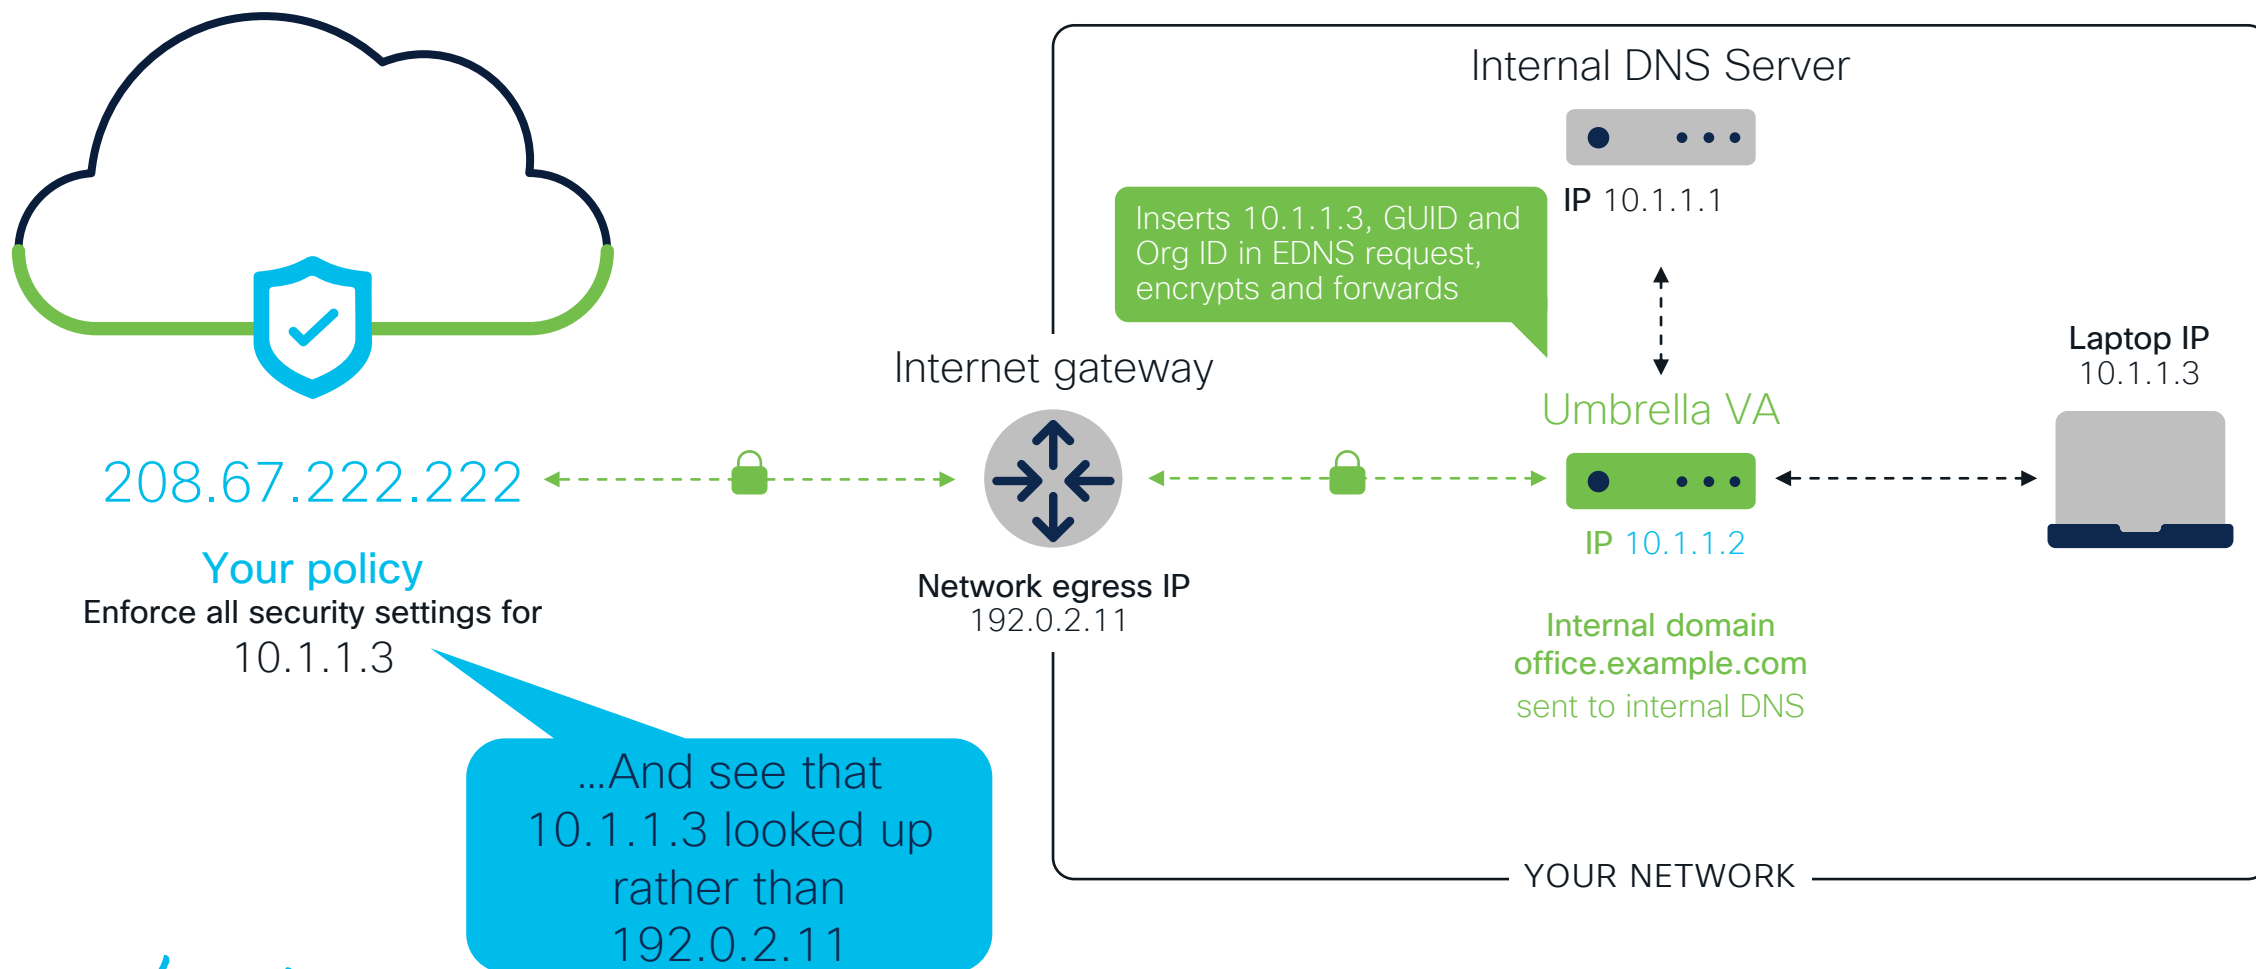 Internal DNS Server
IP 10.1.1.1
Inserts 10.1.1.3, GUID and
Org ID in EDNS request,
encrypts and forwards
Internet gateway
Laptop IP
10.1.1.3
Umbrella VA
208.67.222.222
IP 10.1.1.2
Your policy
Enforce all security settings for
10.1.1.3
Network egress IP
192.0.2.11
Internal domain
office.example.com
sent to internal DNS
...And see that
10.1.1.3 looked up
rather than
192.0.2.11
YOUR NETWORK